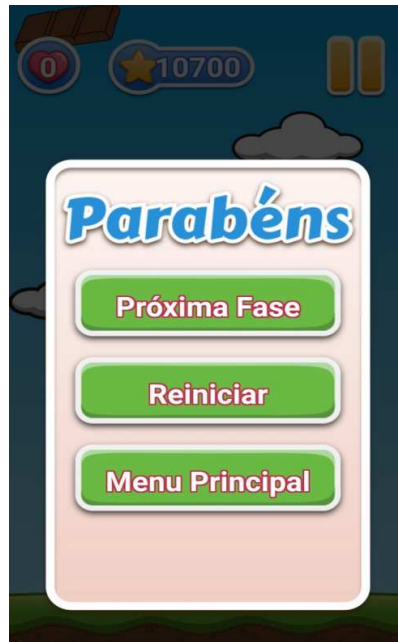 0
10700
Parabéns
Próxima Fase
Reiniciar
Menu Principal